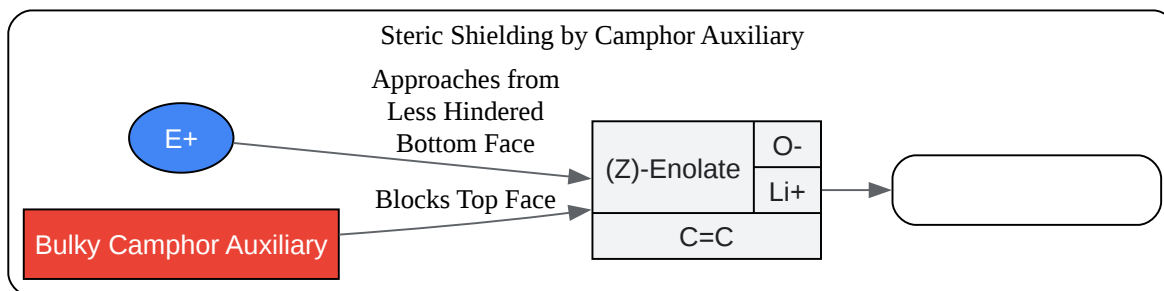 Steric Shielding by Camphor Auxiliary
Approaches from
Less Hindered
Bottom Face
E+
Blocks Top Face
Bulky Camphor Auxiliary
(Z)-Enolate
O-
Li+
C=C